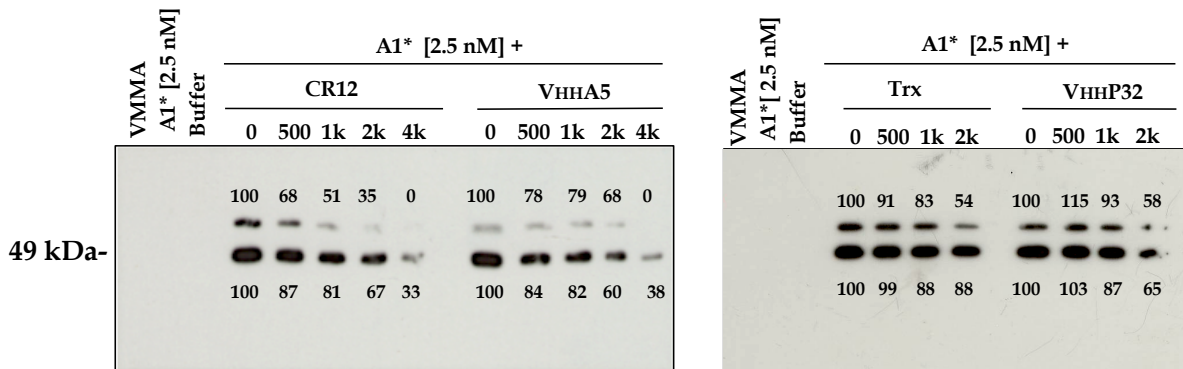 VMMA
A1* [2.5 nM]
Buffer
A1* [2.5 nM] +
CR12
VHHA5
0 500 1k 2k 4k
0 500 1k 2k 4k
100 68 51 35 0
100 78 79 68 0
49 kDa-
100 87 81 67 33
100 84 82 60 38
VMMA
A1*[ 2.5 nM]
Buffer
A1* [2.5 nM] +
Trx
VHHP32
0 500 1k 2k
0 500 1k 2k
100 91 83 54
100 115 93 58
100 99 88 88
100 103 87 65